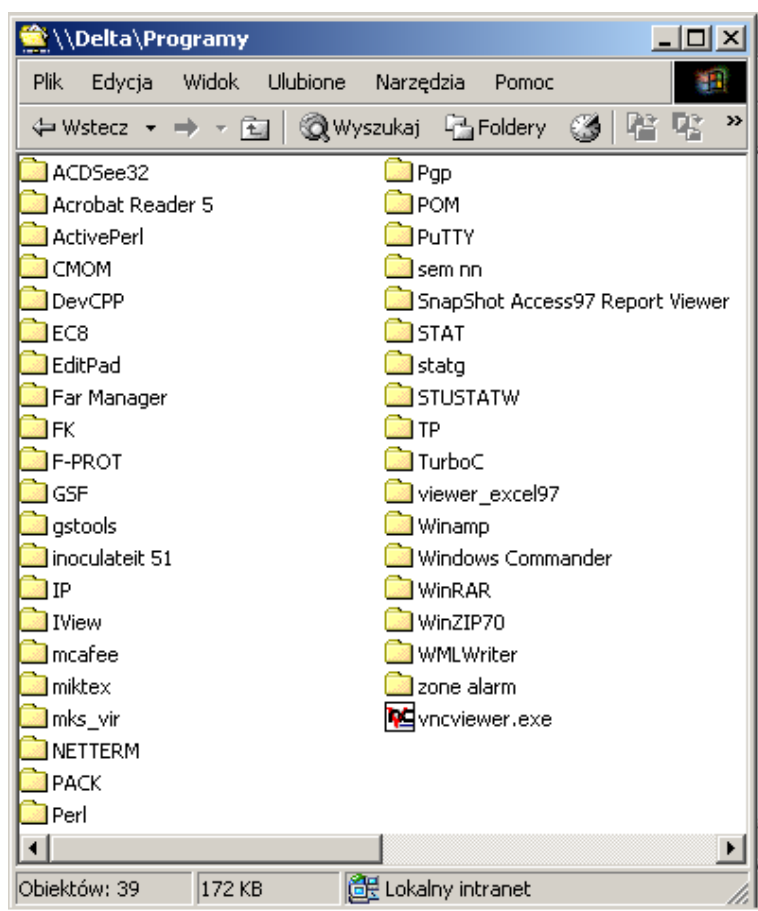 \\Delta\Programy
Plik Edycja Widok Ulubione Narzędzia Pomoc
Wstecz Wyszukaj Foldery »
ACDSee32
Acrobat Reader 5
ActivePerl
CMOM
DevCPP
EC8
EditPad
Far Manager
FK
F-PROT
GSF
gstools
inoculateit 51
IP
IView
mcafee
miktex
mks_vir
NETTERM
PACK
Perl
Pgp
POM
PuTTY
sem nn
SnapShot Access97 Report Viewer
STAT
statg
STUSTATW
TP
TurboC
viewer_excel97
Winamp
Windows Commander
WinRAR
WinZIP70
WMLWriter
zone alarm
vncviewer.exe
Obiektów: 39 172 KB Lokalny intranet